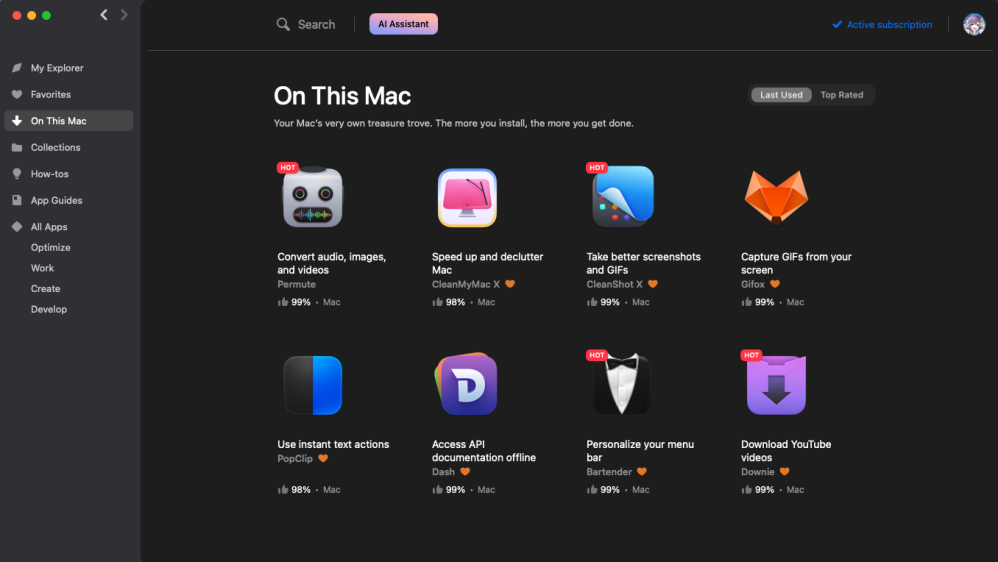 Search
AI Assistant
Active subscription
My Explorer
Favorites
On This Mac
Collections
How-tos
App Guides
All Apps
Optimize
Work
Create
Develop
On This Mac
Last Used
Top Rated
Your Mac's very own treasure trove. The more you install, the more you get done.
HOT
Convert audio, images,
and videos
Permute
99% • Mac
Speed up and declutter
Mac
CleanMyMac X
98% • Mac
HOT
Take better screenshots
and GIFs
CleanShot X
99% • Mac
Capture GIFs from your
screen
Gifox
99% • Mac
Use instant text actions
PopClip
98% • Mac
D
Access API
documentation offline
Dash
99% • Mac
HOT
Personalize your menu
bar
Bartender
99% • Mac
HOT
Download YouTube
videos
Downie
99% • Mac